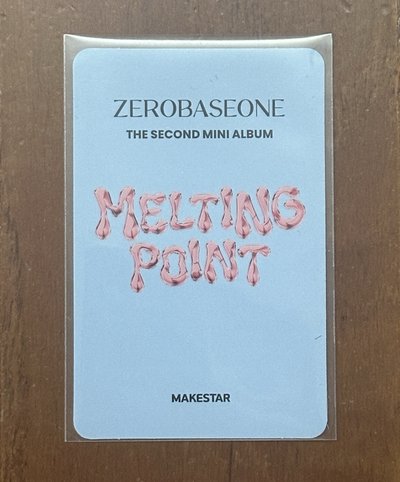 ZEROBASEONE
THE SECOND MINI ALBUM
MELTING
POINT
MAKESTAR